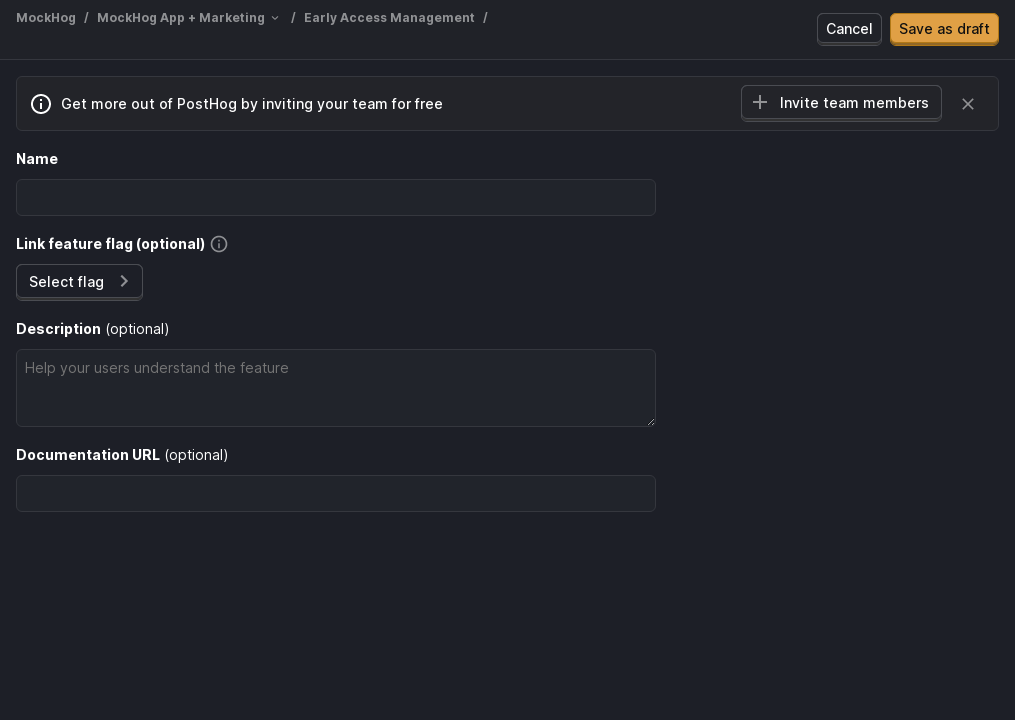 MockHog / MockHog App + Marketing / Early Access Management /
Cancel
Save as draft
Get more out of PostHog by inviting your team for free
Invite team members
Name
Link feature flag (optional)
Select flag
Description (optional)
Help your users understand the feature
Documentation URL (optional)